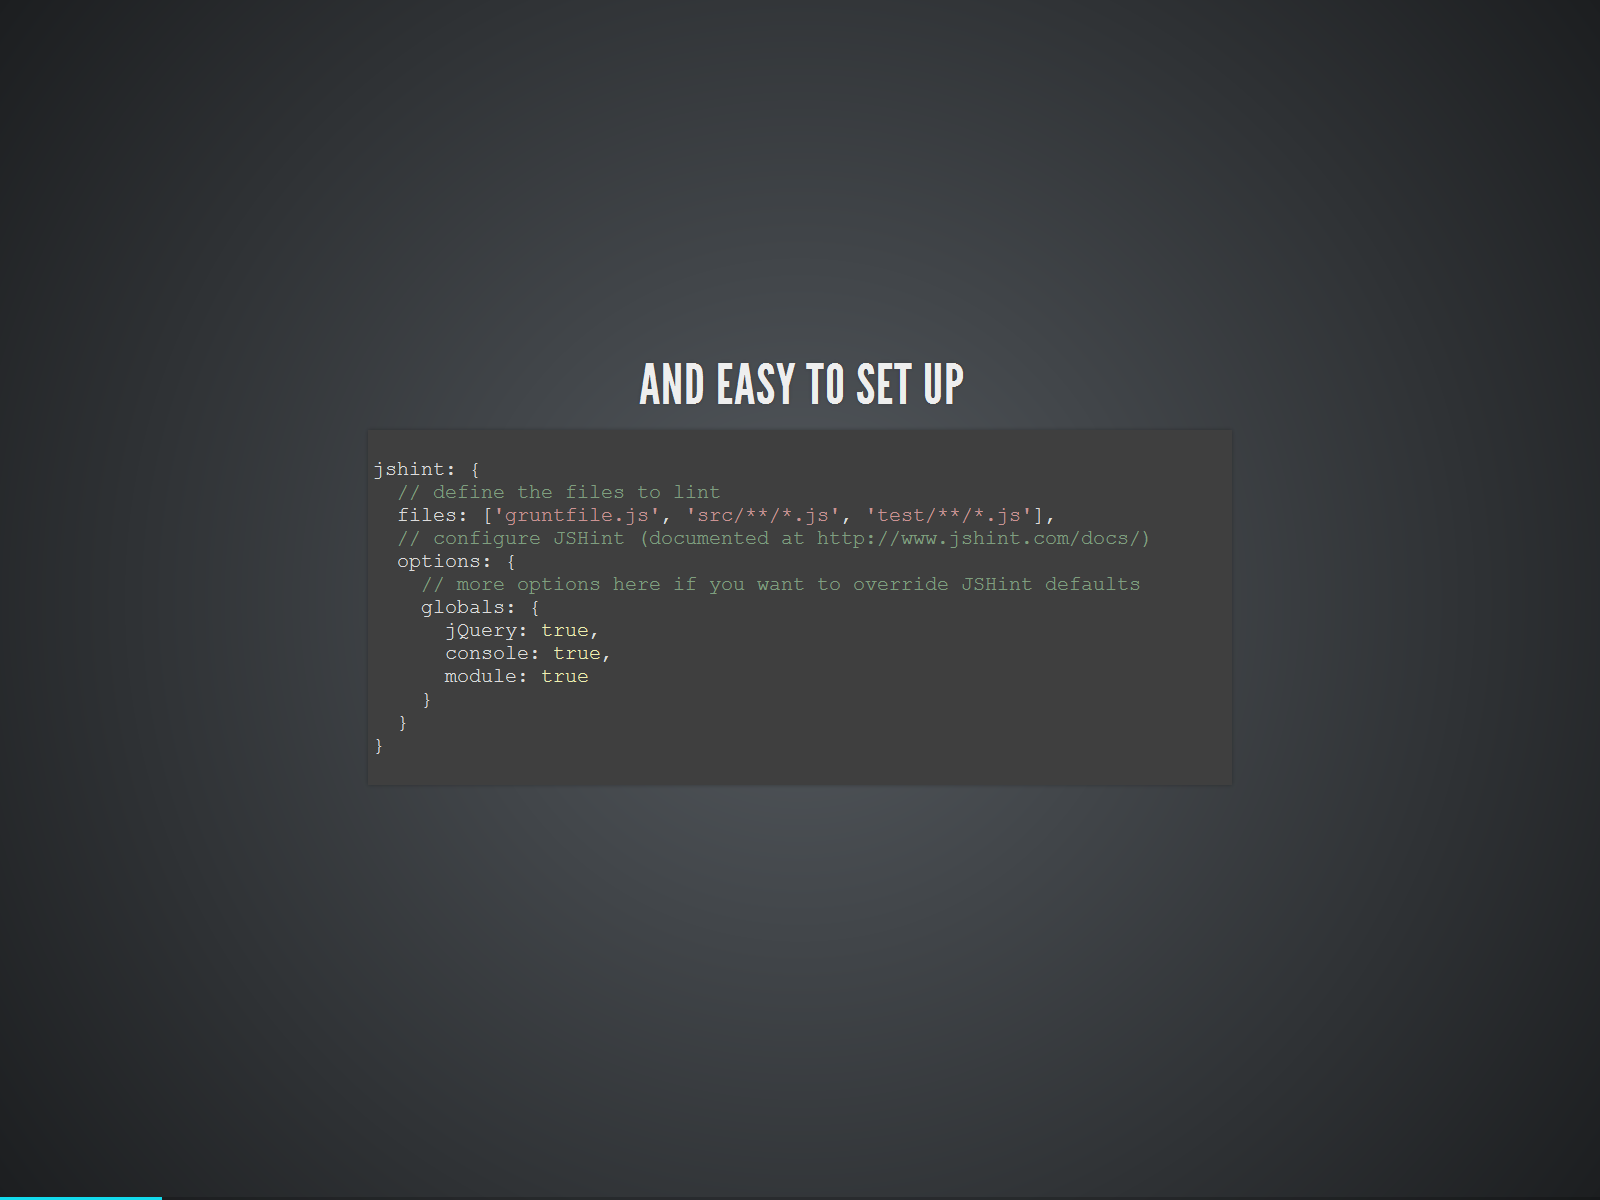 AND EASY TO SET UP
jshint: {
  // define the files to lint
  files: ['gruntfile.js', 'src/**/*.js', 'test/**/*.js'],
  // configure JSHint (documented at http://www.jshint.com/docs/)
  options: {
    // more options here if you want to override JSHint defaults
    globals: {
      jQuery: true,
      console: true,
      module: true
    }
  }
}